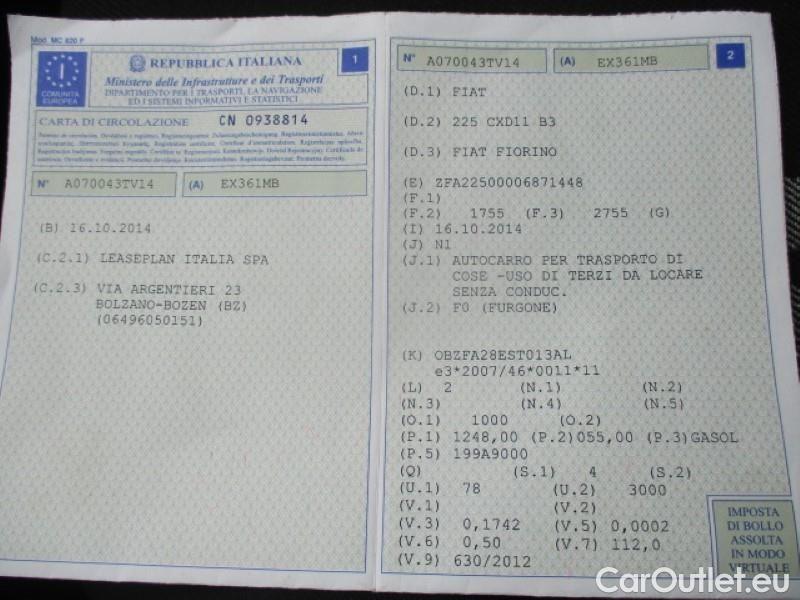 Mod. MC 820 F
I
COMUNITÀ
EUROPEA
REPUBBLICA ITALIANA
1
Ministero delle Infrastrutture e dei Trasporti
DIPARTIMENTO PER I TRASPORTI, LA NAVIGAZIONE
ED I SISTEMI INFORMATIVI E STATISTICI
CARTA DI CIRCOLAZIONE CN 0938814
N° A070043TV14 (A) EX361MB
(B) 16.10.2014
(C.2.1) LEASEPLAN ITALIA SPA
(C.2.3) VIA ARGENTIERI 23
BOLZANO-BOZEN (BZ)
(06496050151)
N° A070043TV14 (A) EX361MB
2
(D.1) FIAT
(D.2) 225 CXD11 B3
(D.3) FIAT FIORINO
(E) ZFA22500006871448
(F.1)
(F.2) 1755 (F.3) 2755 (G)
(I) 16.10.2014
(J) N1
(J.1) AUTOCARRO PER TRASPORTO DI
COSE -USO DI TERZI DA LOCARE
SENZA CONDUC.
(J.2) F0 (FURGONE)
(K) OBZFA28EST013AL
e3*2007/46*0011*11
(L) 2 (N.1) (N.2)
(N.3) (N.4) (N.5)
(O.1) 1000 (O.2)
(P.1) 1248,00 (P.2)055,00 (P.3)GASOL
(P.5) 199A9000
(Q) (S.1) 4 (S.2)
(U.1) 78 (U.2) 3000
(V.1) (V.2)
(V.3) 0,1742 (V.5) 0,0002
(V.6) 0,50 (V.7) 112,0
(V.9) 630/2012
IMPOSTA
DI BOLLO
ASSOLTA
IN MODO
VIRTUALE
CarOutlet.eu